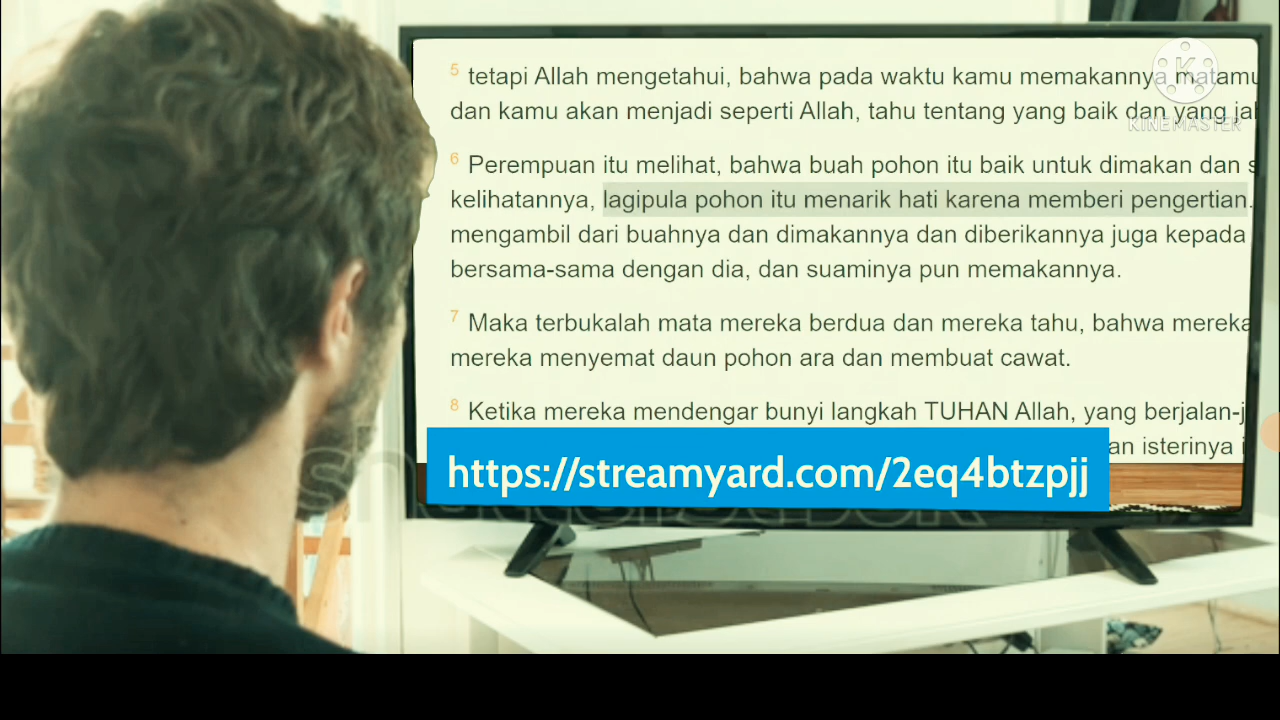 5 tetapi Allah mengetahui, bahwa pada waktu kamu memakannya matamu
dan kamu akan menjadi seperti Allah, tahu tentang yang baik dan yang jah
6 Perempuan itu melihat, bahwa buah pohon itu baik untuk dimakan dan s
kelihatannya, lagipula pohon itu menarik hati karena memberi pengertian.
mengambil dari buahnya dan dimakannya dan diberikannya juga kepada
bersama-sama dengan dia, dan suaminya pun memakannya.
7 Maka terbukalah mata mereka berdua dan mereka tahu, bahwa mereka
mereka menyemat daun pohon ara dan membuat cawat.
8 Ketika mereka mendengar bunyi langkah TUHAN Allah, yang berjalan-j
an isterinya i
https://streamyard.com/2eq4btzpjj
K
KINEMASTER